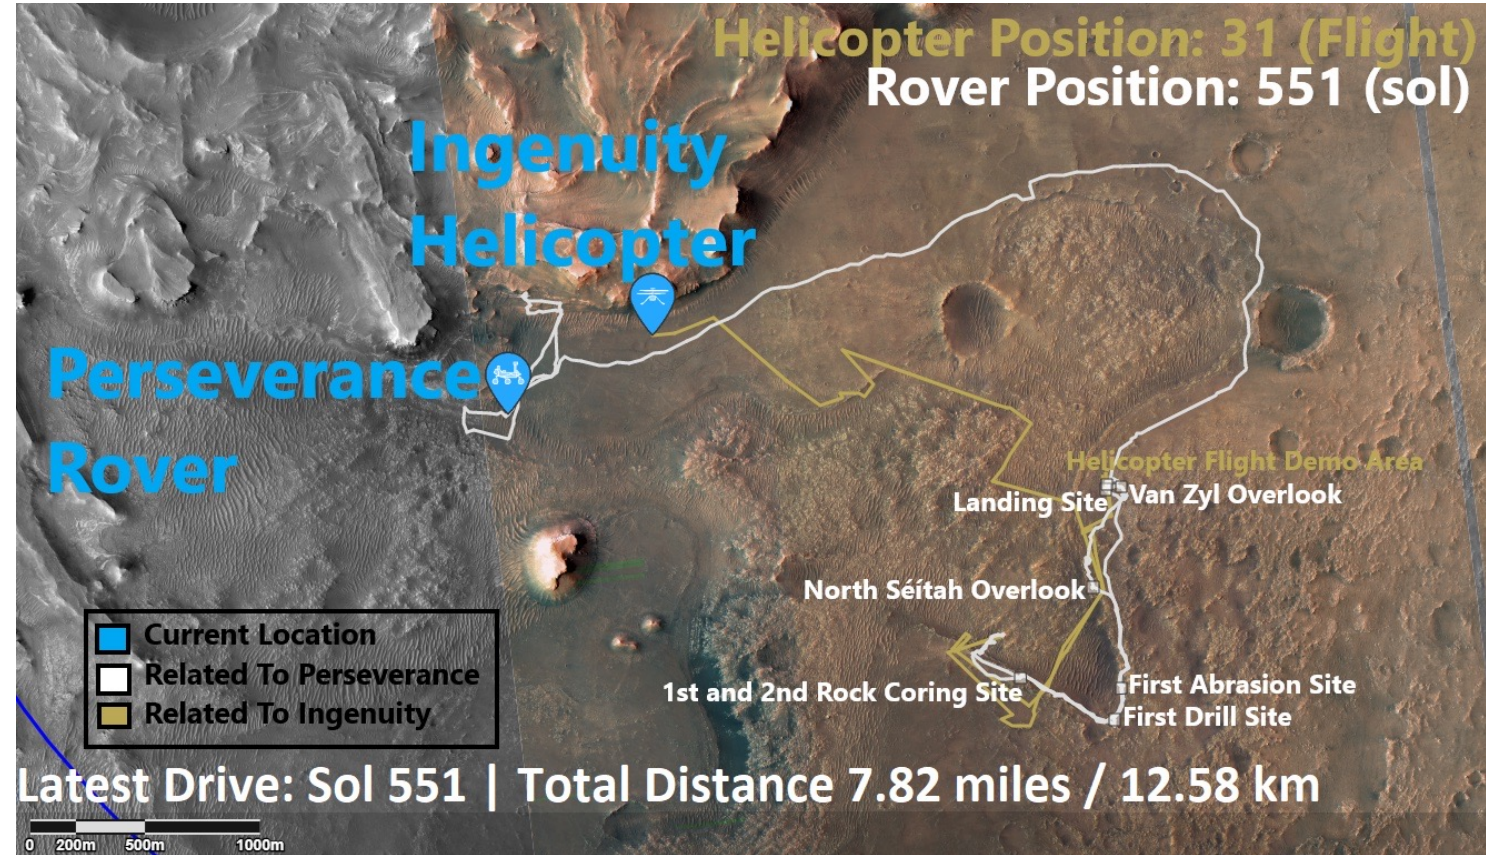 Helicopter Position: 31 (Flight)
Rover Position: 551 (sol)
Ingenuity
Helicopter
Perseverance
Rover
Helicopter Flight Demo Area
Landing Site
Van Zyl Overlook
North Séítah Overlook
1st and 2nd Rock Coring Site
First Abrasion Site
First Drill Site
Current Location
Related To Perseverance
Related To Ingenuity
Latest Drive: Sol 551 | Total Distance 7.82 miles / 12.58 km
0 200m 500m 1000m